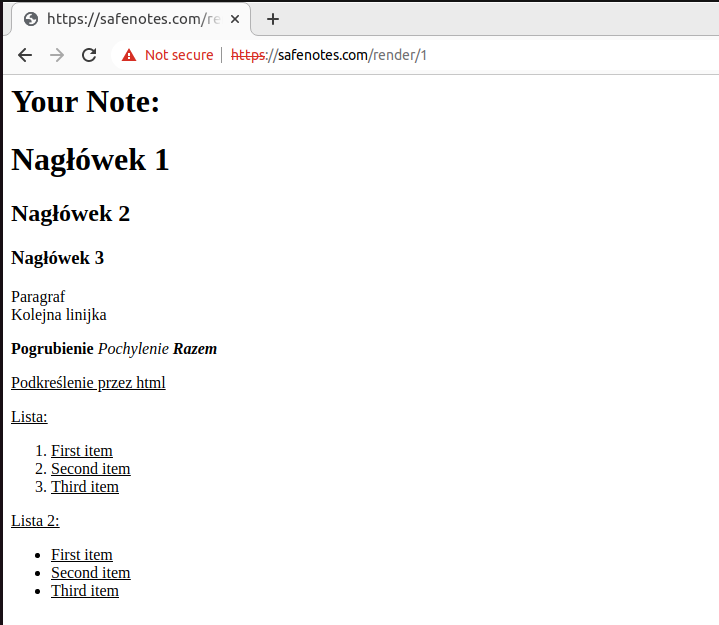 https://safenotes.com/re
Not secure | https://safenotes.com/render/1
Your Note:
Nagłówek 1
Nagłówek 2
Nagłówek 3
Paragraf
Kolejna linijka
Pogrubienie Pochylenie Razem
Podkreślenie przez html
Lista:
1. First item
2. Second item
3. Third item
Lista 2:
• First item
• Second item
• Third item